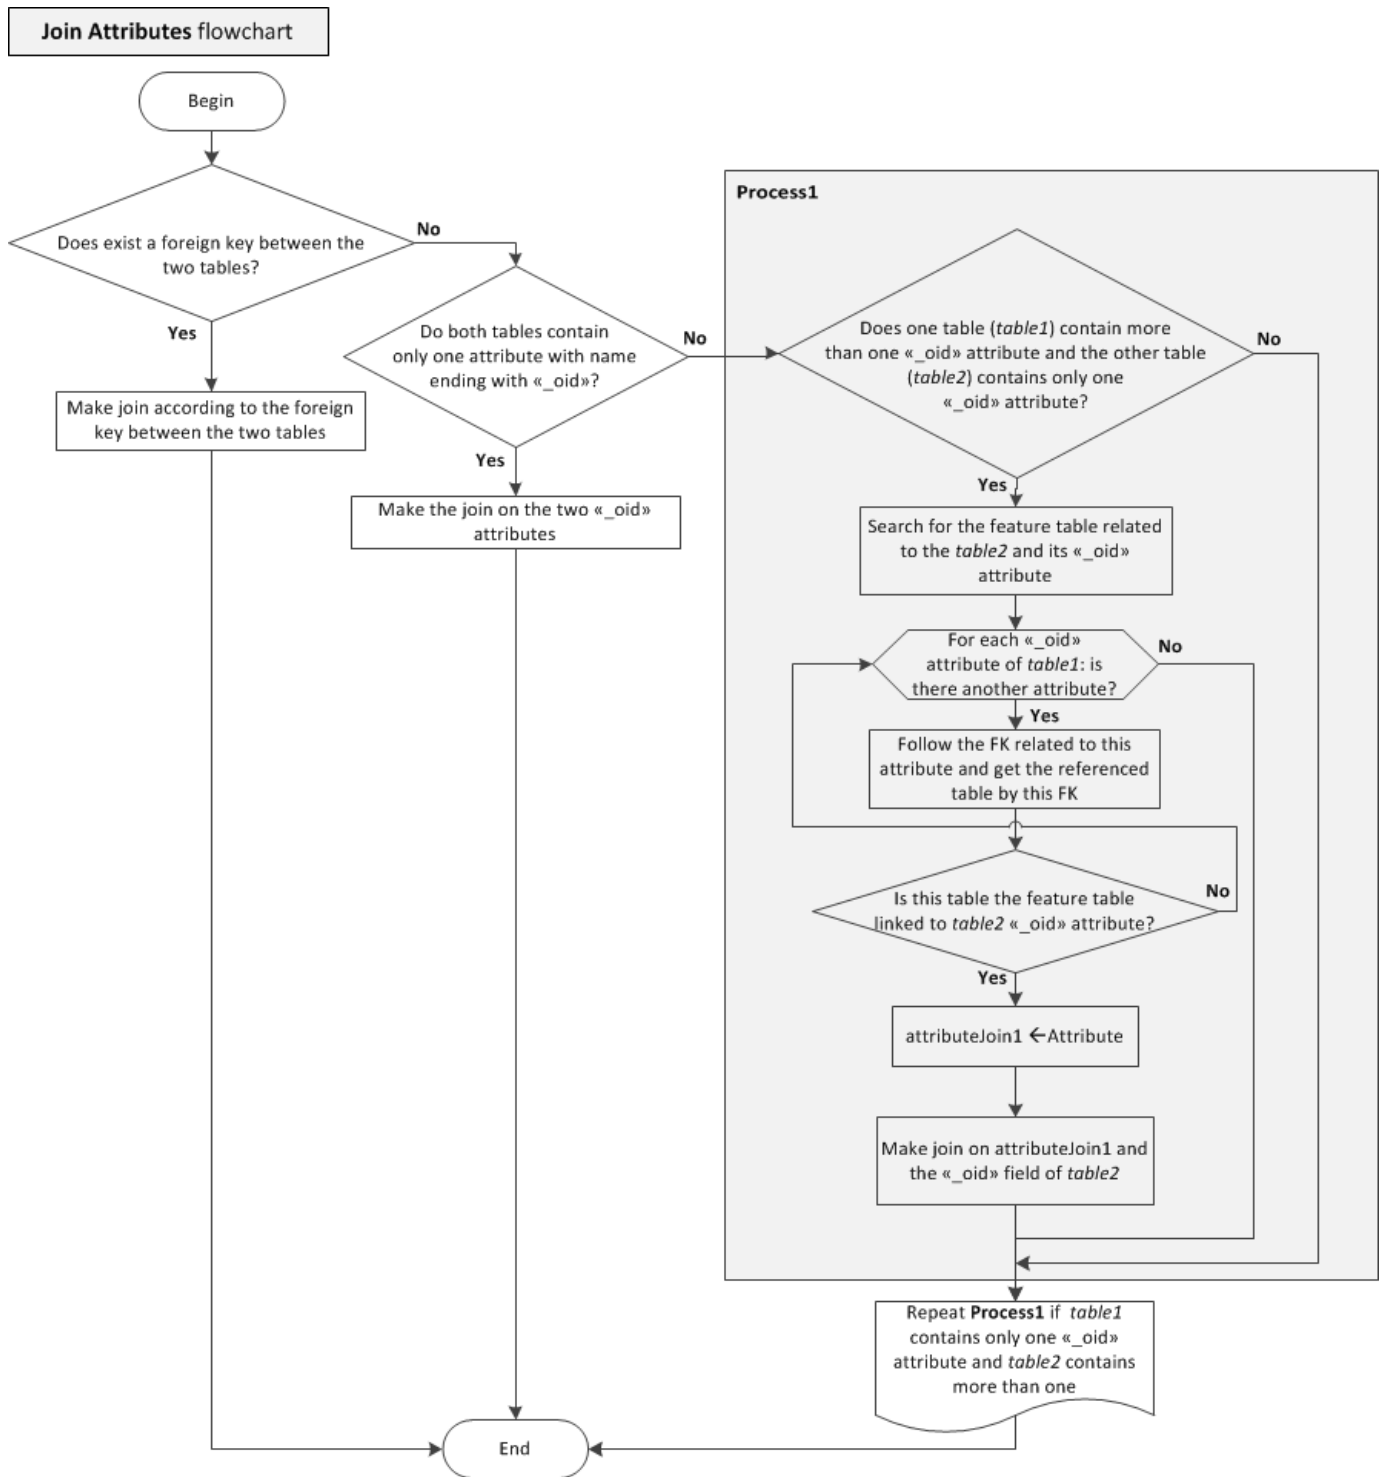 Join Attributes flowchart
Begin
Does exist a foreign key between the
two tables?
No
Yes
Make join according to the foreign
key between the two tables
Do both tables contain
only one attribute with name
ending with «_oid»?
No
Yes
Make the join on the two «_oid»
attributes
Process1
Does one table (table1) contain more
than one «_oid» attribute and the other table
(table2) contains only one
«_oid» attribute?
No
Yes
Search for the feature table related
to the table2 and its «_oid»
attribute
For each «_oid»
attribute of table1: is
there another attribute?
No
Yes
Follow the FK related to this
attribute and get the referenced
table by this FK
Is this table the feature table
linked to table2 «_oid» attribute?
No
Yes
attributeJoin1 ←Attribute
Make join on attributeJoin1 and
the «_oid» field of table2
Repeat Process1 if table1
contains only one «_oid»
attribute and table2 contains
more than one
End